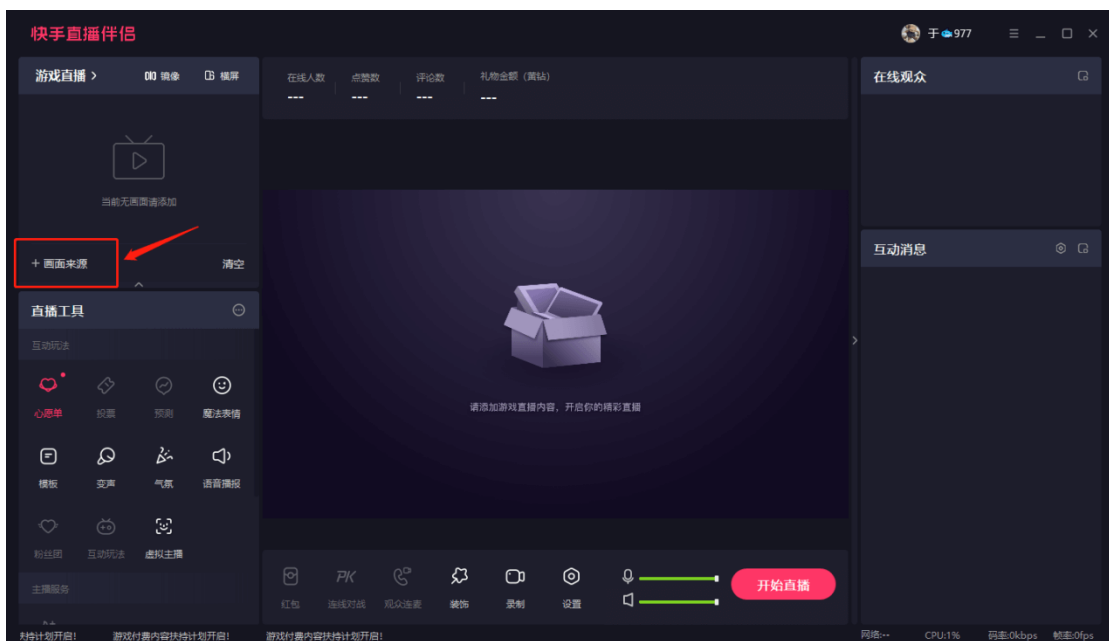 快手直播伴侣
于🐟977
游戏直播 >
镜像
横屏
在线人数
点赞数
评论数
礼物金额（黄钻）
---
---
---
---
在线观众
当前无画面请添加
+ 画面来源
清空
互动消息
直播工具
互动玩法
心愿单
投票
预测
魔法表情
请添加游戏直播内容，开启你的精彩直播
模板
变声
气氛
语音播报
粉丝团
互动玩法
虚拟主播
主播服务
红包
PK
连线对战
观众连麦
装饰
录制
设置
开始直播
扶持计划开启！
游戏付费内容扶持计划开启！
游戏付费内容扶持计划开启！
网络:--
CPU:1%
码率:0kbps
帧率:0fps